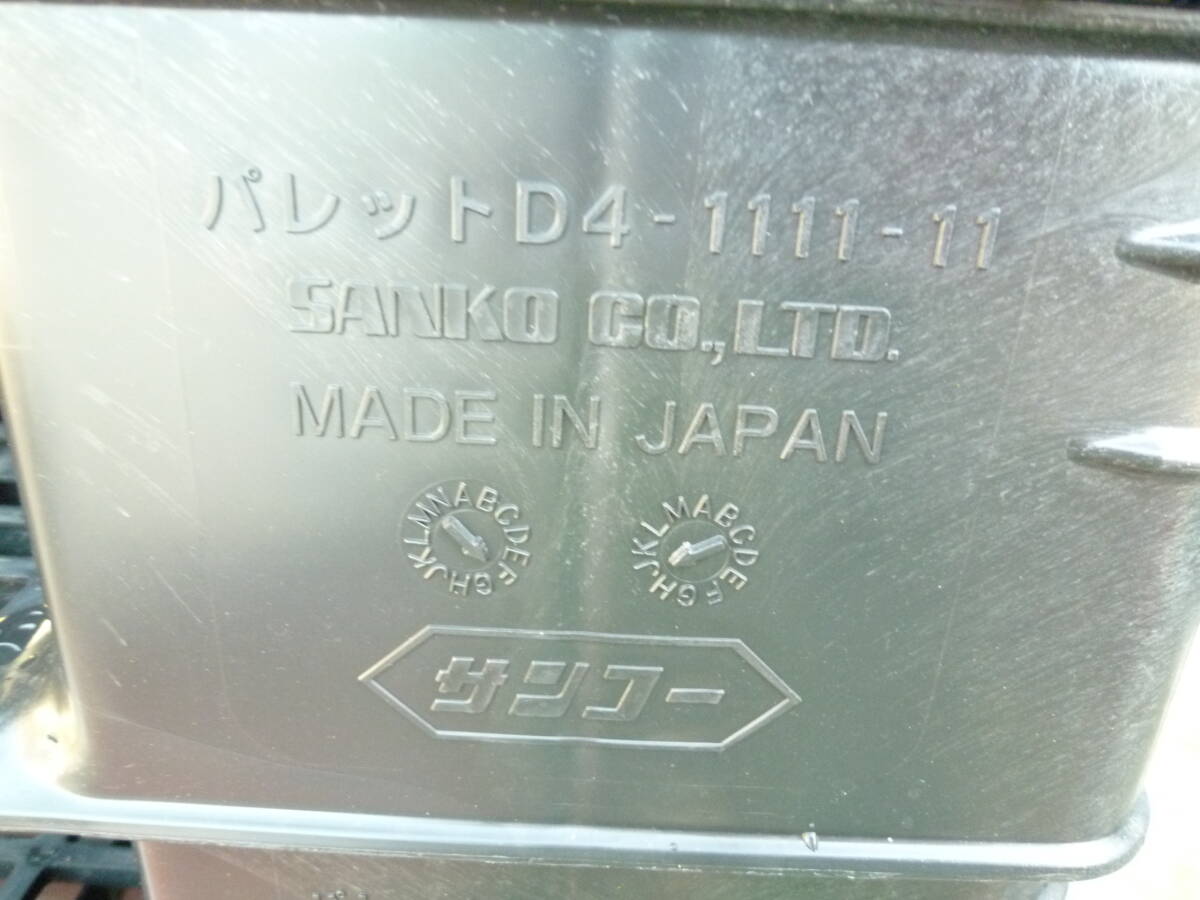 パレットD4-1111-11
SANKO CO.,LTD.
MADE IN JAPAN
ABCDEFGHJKLMN
ABCDEFGHJKLM
サンコー